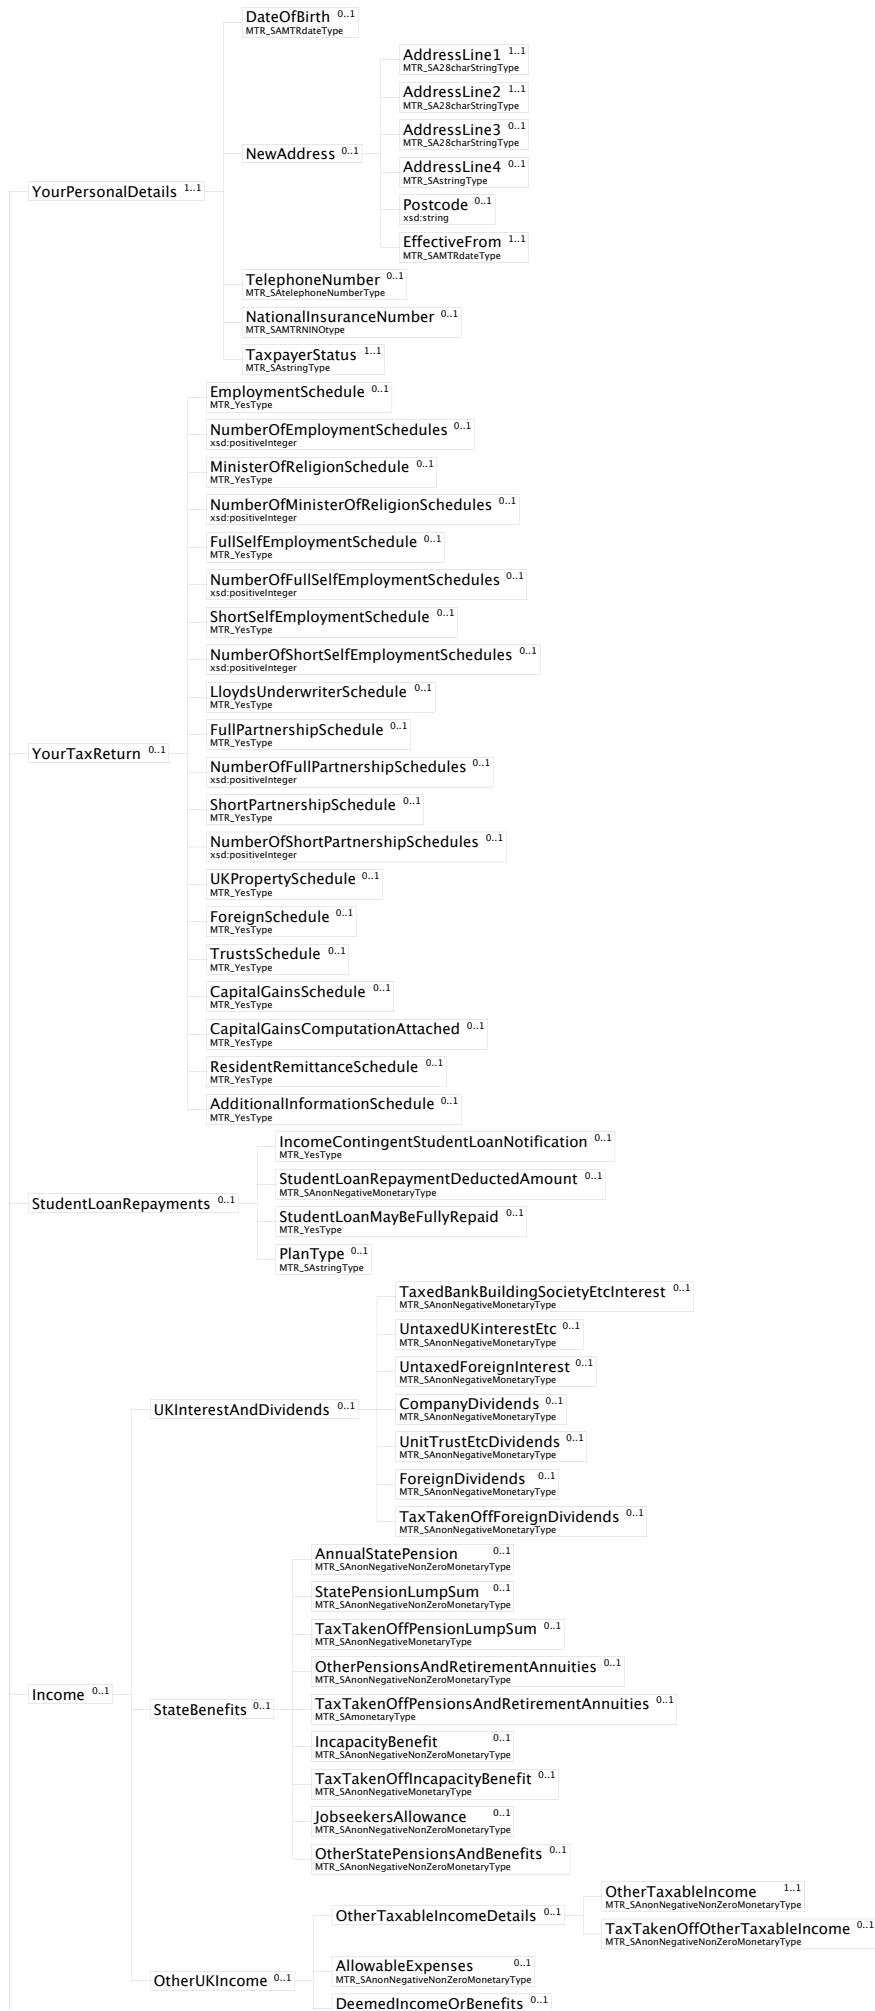 DateOfBirth 0..1
MTR_SAMTRdateType
AddressLine1 1..1
MTR_SA28charStringType
AddressLine2 1..1
MTR_SA28charStringType
AddressLine3 0..1
MTR_SA28charStringType
NewAddress 0..1
AddressLine4 0..1
MTR_SAstringType
YourPersonalDetails 1..1
Postcode 0..1
xsd:string
EffectiveFrom 1..1
MTR_SAMTRdateType
TelephoneNumber 0..1
MTR_SAtelephoneNumberType
NationalInsuranceNumber 0..1
MTR_SAMTRNINOtype
TaxpayerStatus 1..1
MTR_SAstringType
EmploymentSchedule 0..1
MTR_YesType
NumberOfEmploymentSchedules 0..1
xsd:positiveInteger
MinisterOfReligionSchedule 0..1
MTR_YesType
NumberOfMinisterOfReligionSchedules 0..1
xsd:positiveInteger
FullSelfEmploymentSchedule 0..1
MTR_YesType
NumberOfFullSelfEmploymentSchedules 0..1
xsd:positiveInteger
ShortSelfEmploymentSchedule 0..1
MTR_YesType
NumberOfShortSelfEmploymentSchedules 0..1
xsd:positiveInteger
LloydsUnderwriterSchedule 0..1
MTR_YesType
FullPartnershipSchedule 0..1
MTR_YesType
YourTaxReturn 0..1
NumberOfFullPartnershipSchedules 0..1
xsd:positiveInteger
ShortPartnershipSchedule 0..1
MTR_YesType
NumberOfShortPartnershipSchedules 0..1
xsd:positiveInteger
UKPropertySchedule 0..1
MTR_YesType
ForeignSchedule 0..1
MTR_YesType
TrustsSchedule 0..1
MTR_YesType
CapitalGainsSchedule 0..1
MTR_YesType
CapitalGainsComputationAttached 0..1
MTR_YesType
ResidentRemittanceSchedule 0..1
MTR_YesType
AdditionalInformationSchedule 0..1
MTR_YesType
IncomeContingentStudentLoanNotification 0..1
MTR_YesType
StudentLoanRepaymentDeductedAmount 0..1
MTR_SAnonNegativeMonetaryType
StudentLoanRepayments 0..1
StudentLoanMayBeFullyRepaid 0..1
MTR_YesType
PlanType 0..1
MTR_SAstringType
TaxedBankBuildingSocietyEtcInterest 0..1
MTR_SAnonNegativeMonetaryType
UntaxedUKinterestEtc 0..1
MTR_SAnonNegativeMonetaryType
UntaxedForeignInterest 0..1
MTR_SAnonNegativeMonetaryType
UKInterestAndDividends 0..1
CompanyDividends 0..1
MTR_SAnonNegativeMonetaryType
UnitTrustEtcDividends 0..1
MTR_SAnonNegativeMonetaryType
ForeignDividends 0..1
MTR_SAnonNegativeMonetaryType
TaxTakenOffForeignDividends 0..1
MTR_SAnonNegativeMonetaryType
AnnualStatePension 0..1
MTR_SAnonNegativeNonZeroMonetaryType
StatePensionLumpSum 0..1
MTR_SAnonNegativeNonZeroMonetaryType
TaxTakenOffPensionLumpSum 0..1
MTR_SAnonNegativeMonetaryType
OtherPensionsAndRetirementAnnuities 0..1
MTR_SAnonNegativeNonZeroMonetaryType
Income 0..1
StateBenefits 0..1
TaxTakenOffPensionsAndRetirementAnnuities 0..1
MTR_SAmonetaryType
IncapacityBenefit 0..1
MTR_SAnonNegativeNonZeroMonetaryType
TaxTakenOffIncapacityBenefit 0..1
MTR_SAnonNegativeMonetaryType
JobseekersAllowance 0..1
MTR_SAnonNegativeNonZeroMonetaryType
OtherStatePensionsAndBenefits 0..1
MTR_SAnonNegativeNonZeroMonetaryType
OtherTaxableIncome 1..1
MTR_SAnonNegativeNonZeroMonetaryType
OtherTaxableIncomeDetails 0..1
TaxTakenOffOtherTaxableIncome 0..1
MTR_SAnonNegativeNonZeroMonetaryType
AllowableExpenses 0..1
MTR_SAnonNegativeNonZeroMonetaryType
OtherUKIncome 0..1
DeemedIncomeOrBenefits 0..1